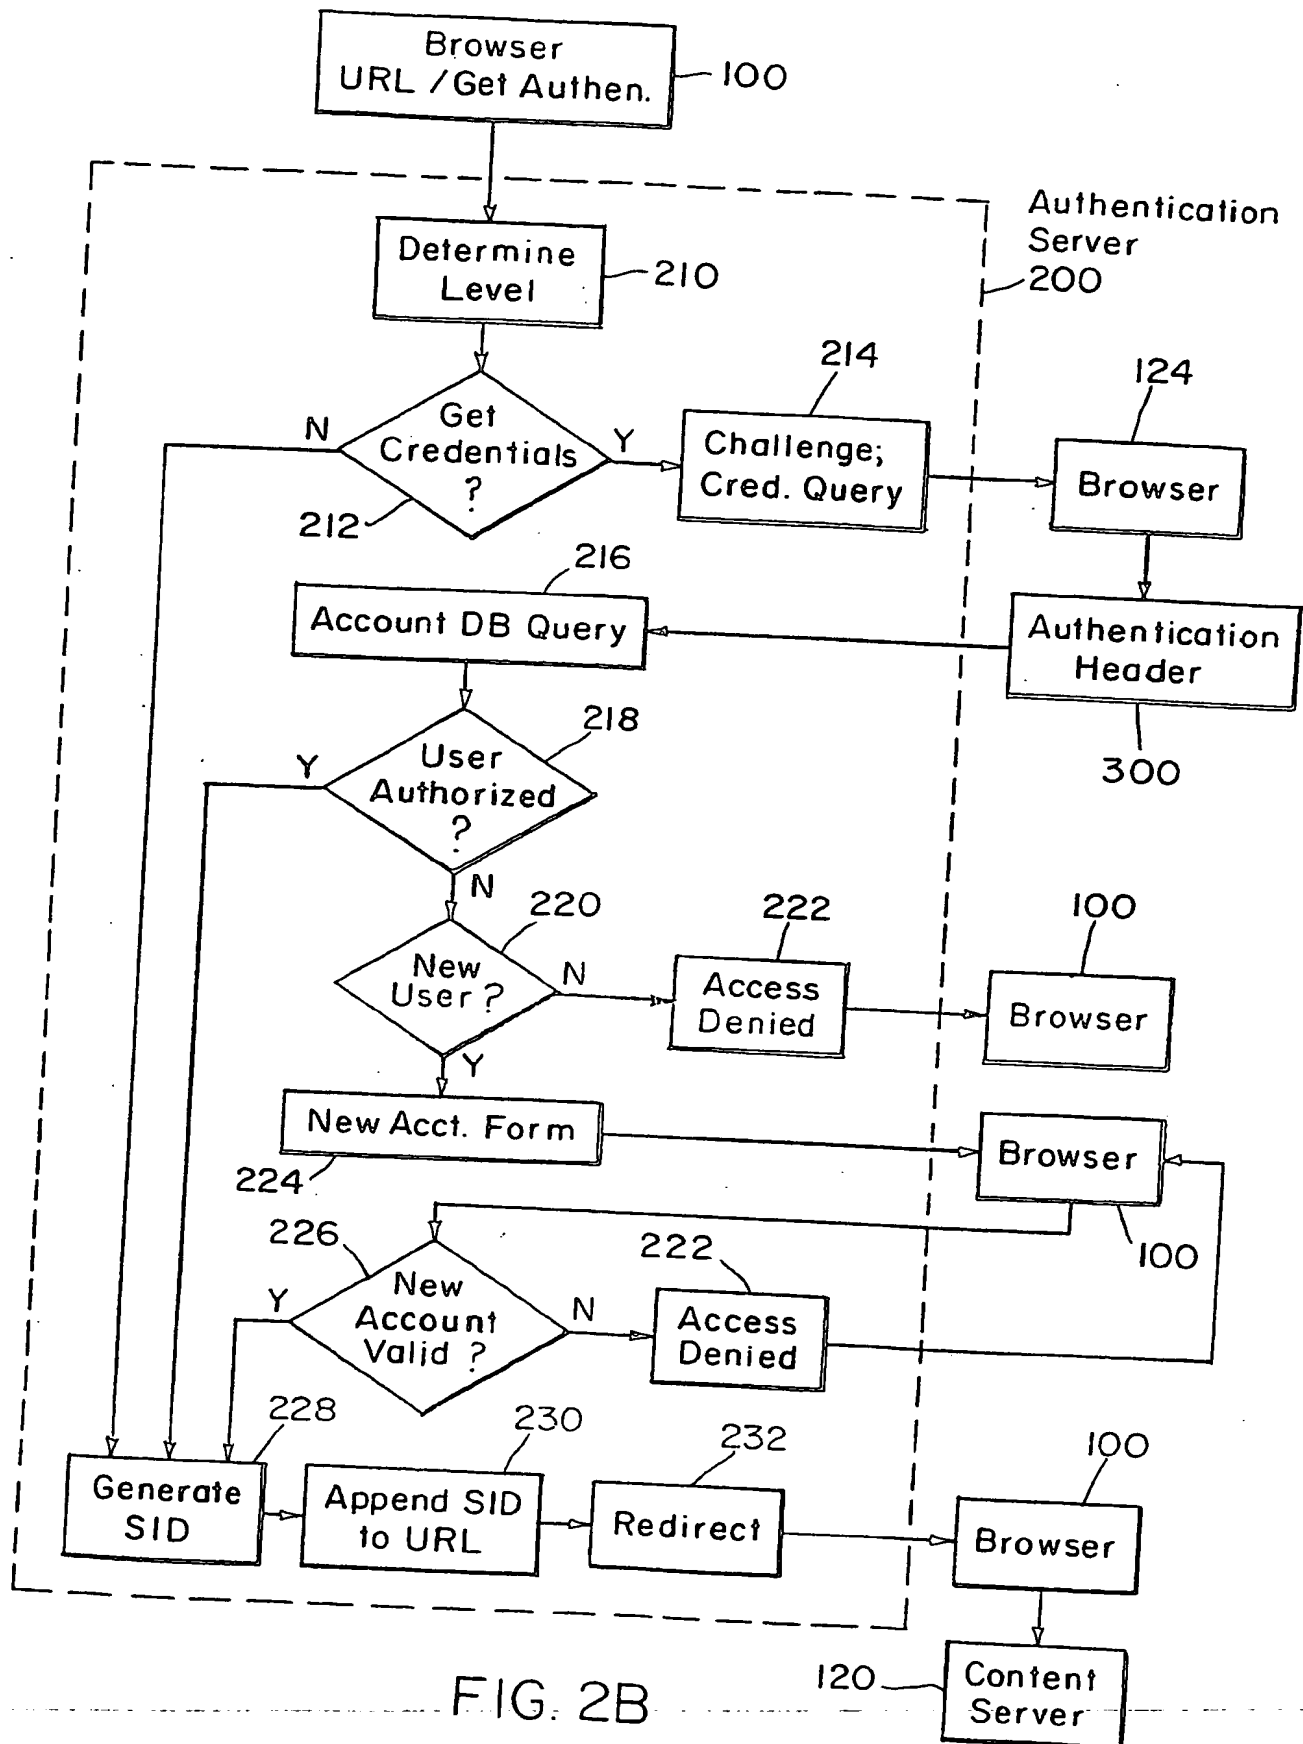 Browser
URL / Get Authen.
100
Authentication
Server
200
Determine
Level
210
214
124
N
Get
Credentials
?
Y
Challenge;
Cred. Query
Browser
212
216
Account DB Query
Authentication
Header
300
218
Y
User
Authorized
?
N
220
222
100
New
User ?
N
Access
Denied
Browser
Y
New Acct. Form
Browser
224
100
226
222
Y
New
Account
Valid ?
N
Access
Denied
228
230
232
100
Generate
SID
Append SID
to URL
Redirect
Browser
120
Content
Server
FIG. 2B